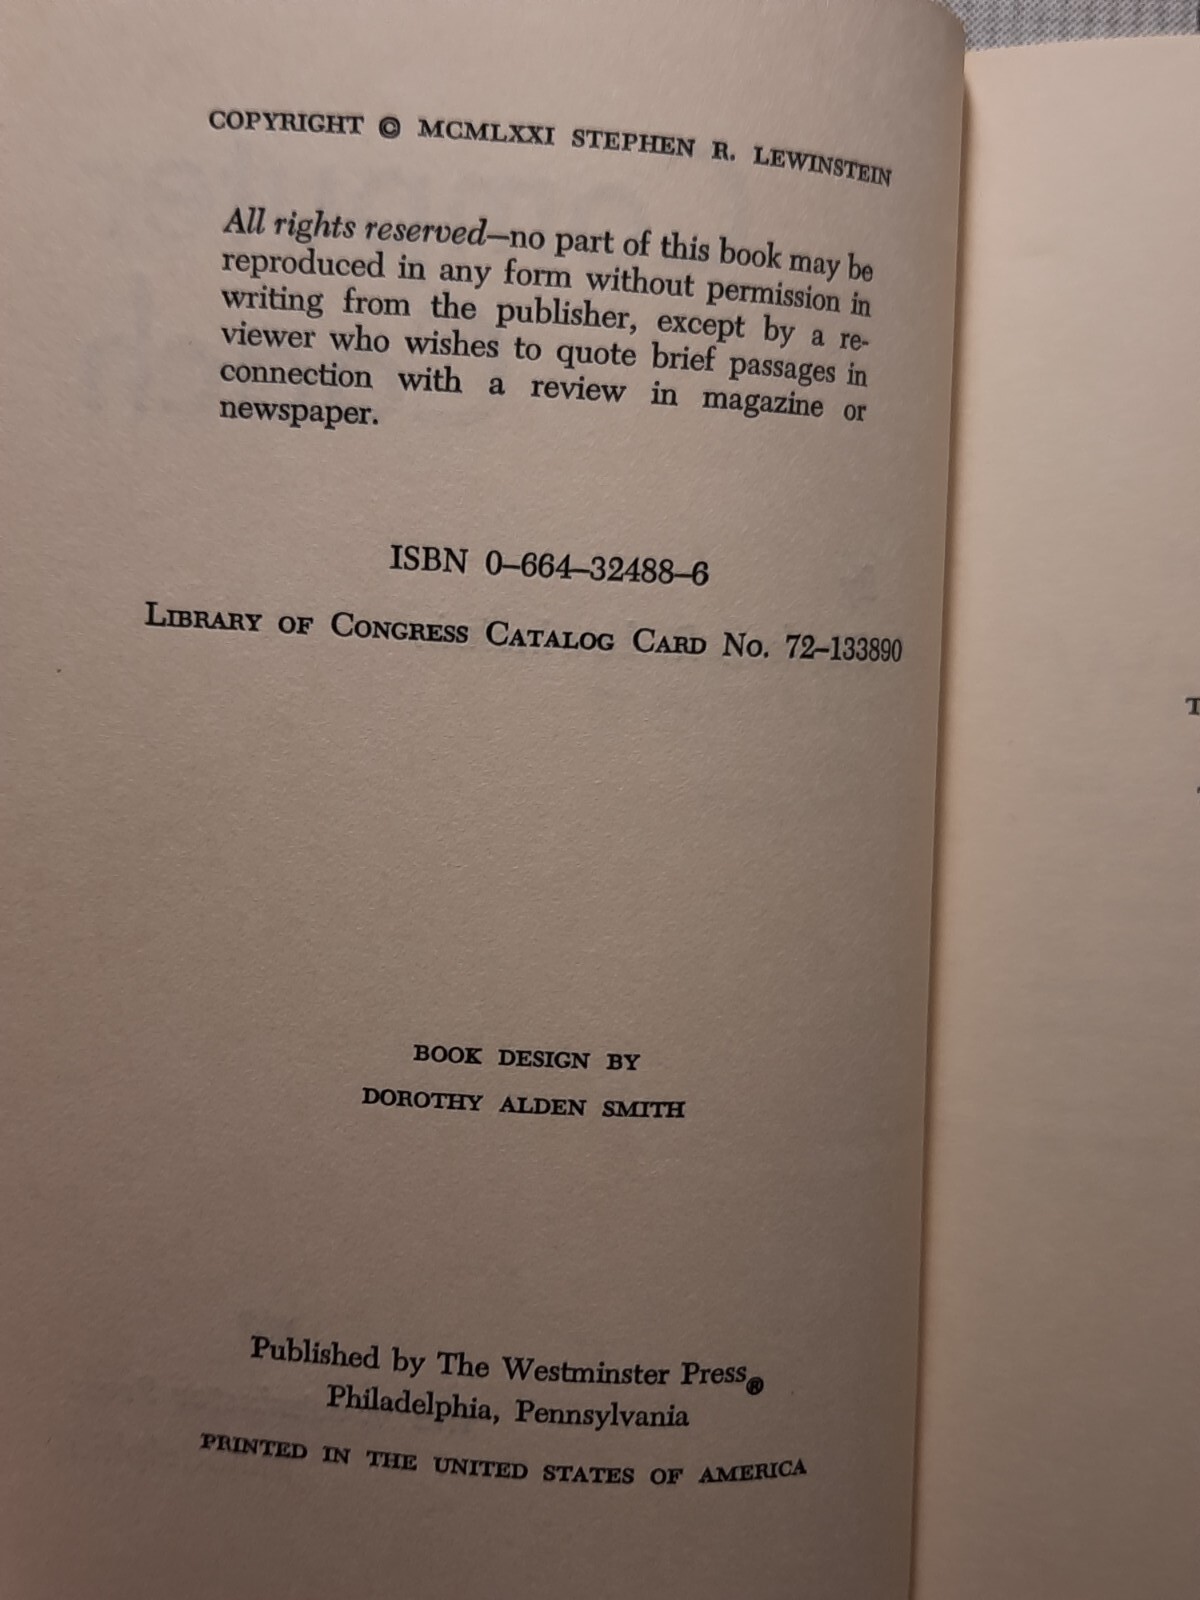 COPYRIGHT © MCMLXXI STEPHEN R. LEWINSTEIN
All rights reserved—no part of this book may be
reproduced in any form without permission in
writing from the publisher, except by a re-
viewer who wishes to quote brief passages in
connection with a review in magazine or
newspaper.
ISBN 0–664–32488–6
LIBRARY OF CONGRESS CATALOG CARD NO. 72–133890
BOOK DESIGN BY
DOROTHY ALDEN SMITH
Published by The Westminster Press®
Philadelphia, Pennsylvania
PRINTED IN THE UNITED STATES OF AMERICA